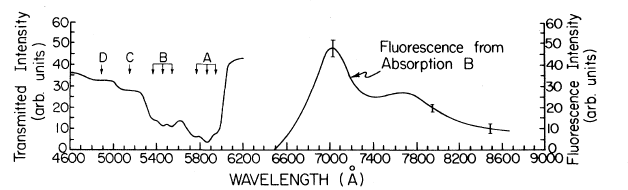 Transmitted Intensity
(arb. units)
60
50
40
30
20
10
0
D C B A
Fluorescence from
Absorption B
60
50
40
30
20
10
0
Fluorescence Intensity
(arb. units)
4600 5000 5400 5800 6200 6600 7000 7400 7800 8200 8600 9000
WAVELENGTH (Å)